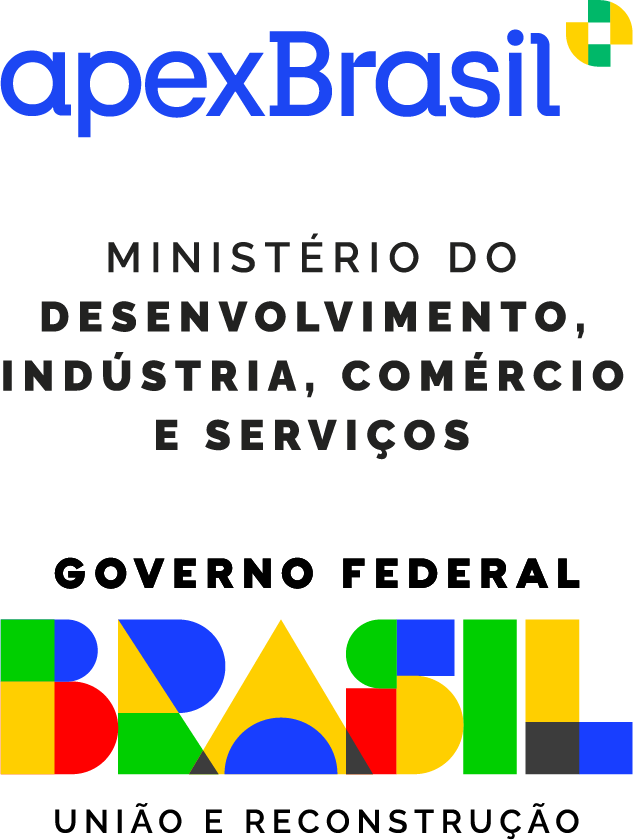 apexBrasil
MINISTÉRIO DO
DESENVOLVIMENTO,
INDÚSTRIA, COMÉRCIO
E SERVIÇOS
GOVERNO FEDERAL
BRASIL
UNIÃO E RECONSTRUÇÃO